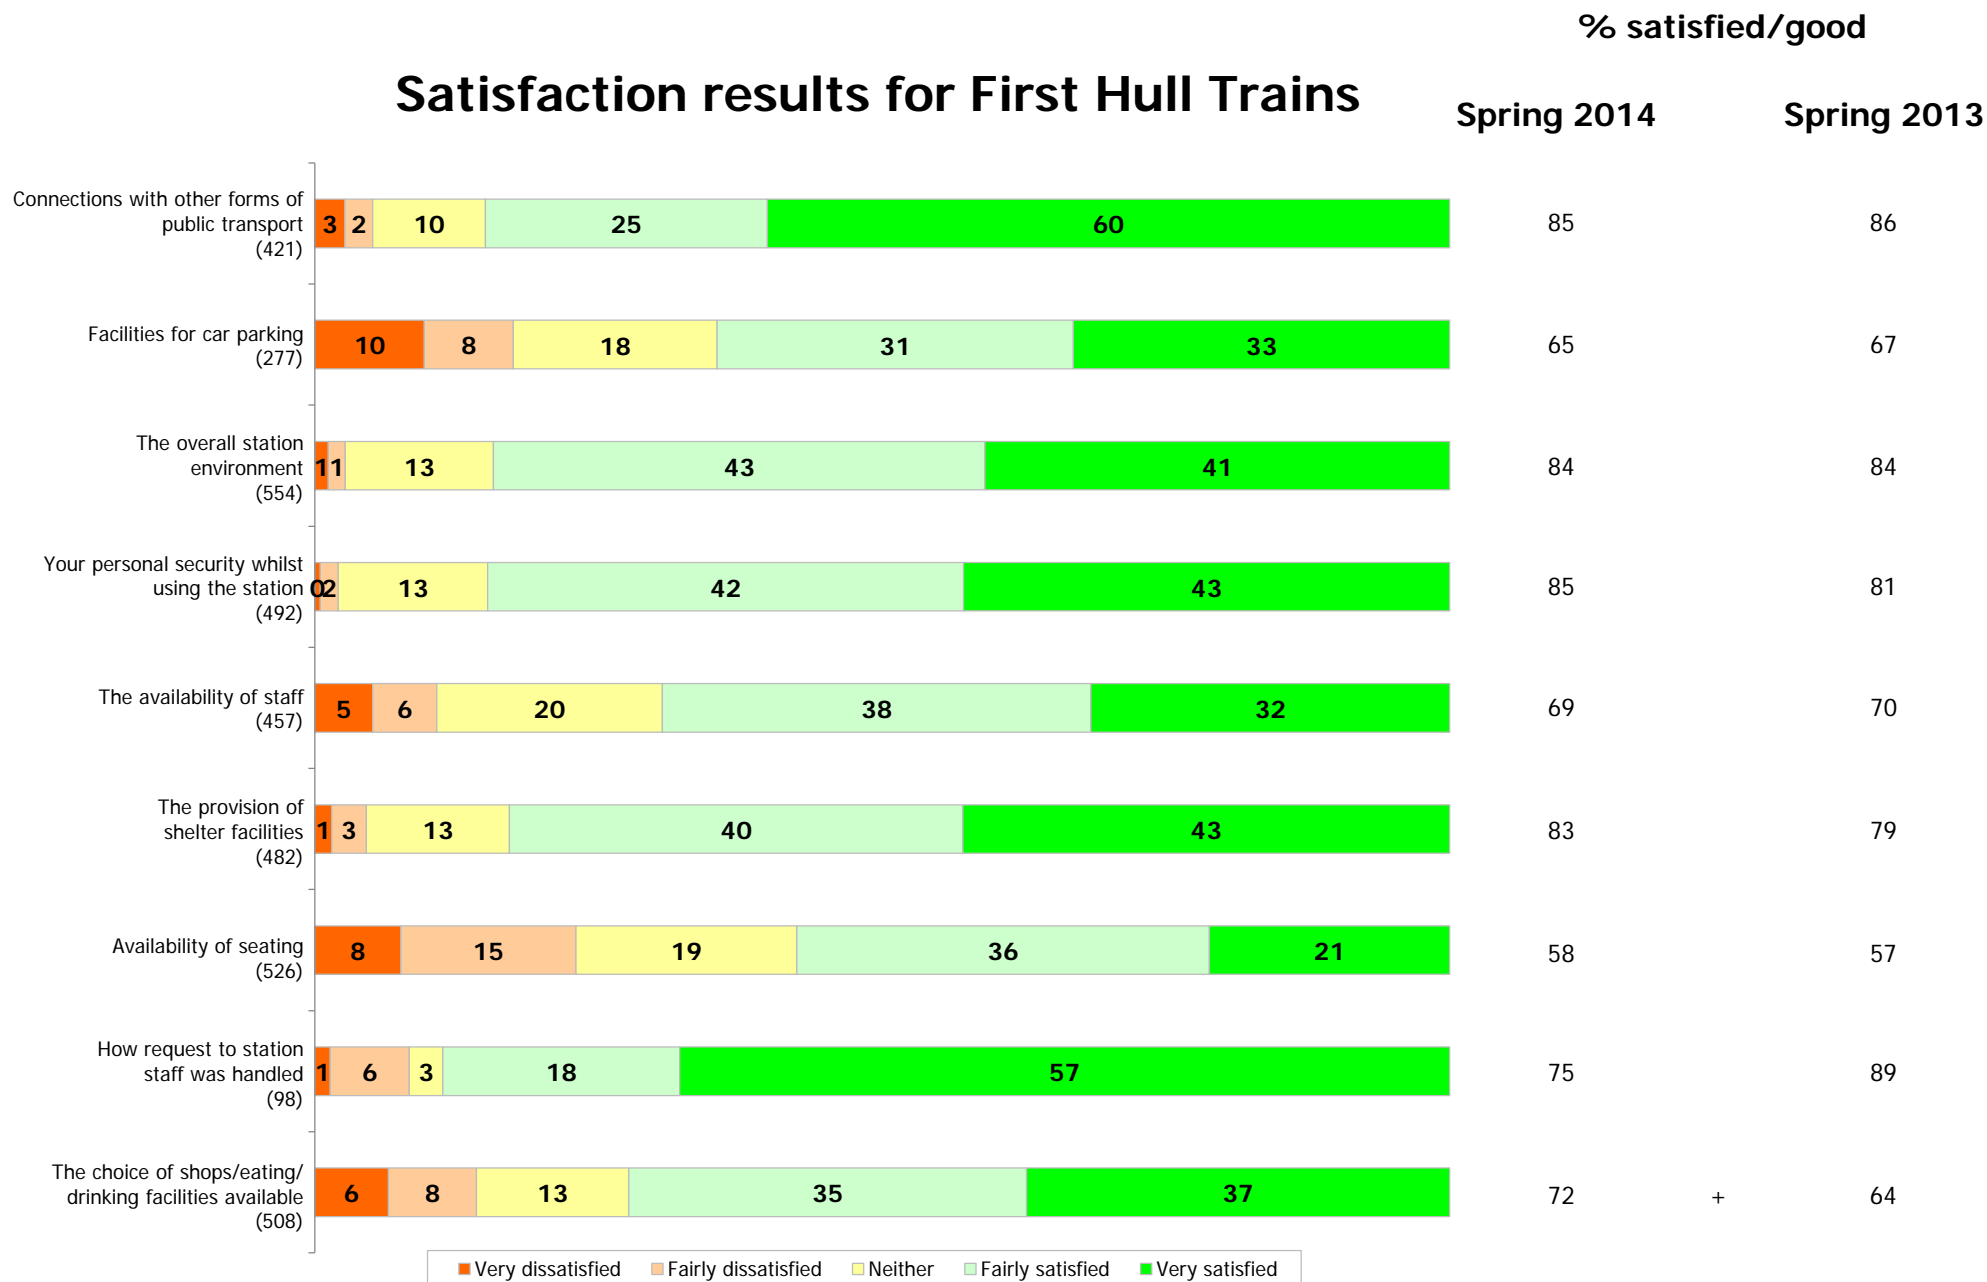 % satisfied/good
Satisfaction results for First Hull Trains
Spring 2014 Spring 2013
Connections with other forms of
public transport
(421)
3 2 10 25 60 85 86
Facilities for car parking
(277)
10 8 18 31 33 65 67
The overall station
environment
(554)
1 1 13 43 41 84 84
Your personal security whilst
using the station
(492)
0 2 13 42 43 85 81
The availability of staff
(457)
5 6 20 38 32 69 70
The provision of
shelter facilities
(482)
1 3 13 40 43 83 79
Availability of seating
(526)
8 15 19 36 21 58 57
How request to station
staff was handled
(98)
1 6 3 18 57 75 89
The choice of shops/eating/
drinking facilities available
(508)
6 8 13 35 37 72 + 64
Very dissatisfied Fairly dissatisfied Neither Fairly satisfied Very satisfied